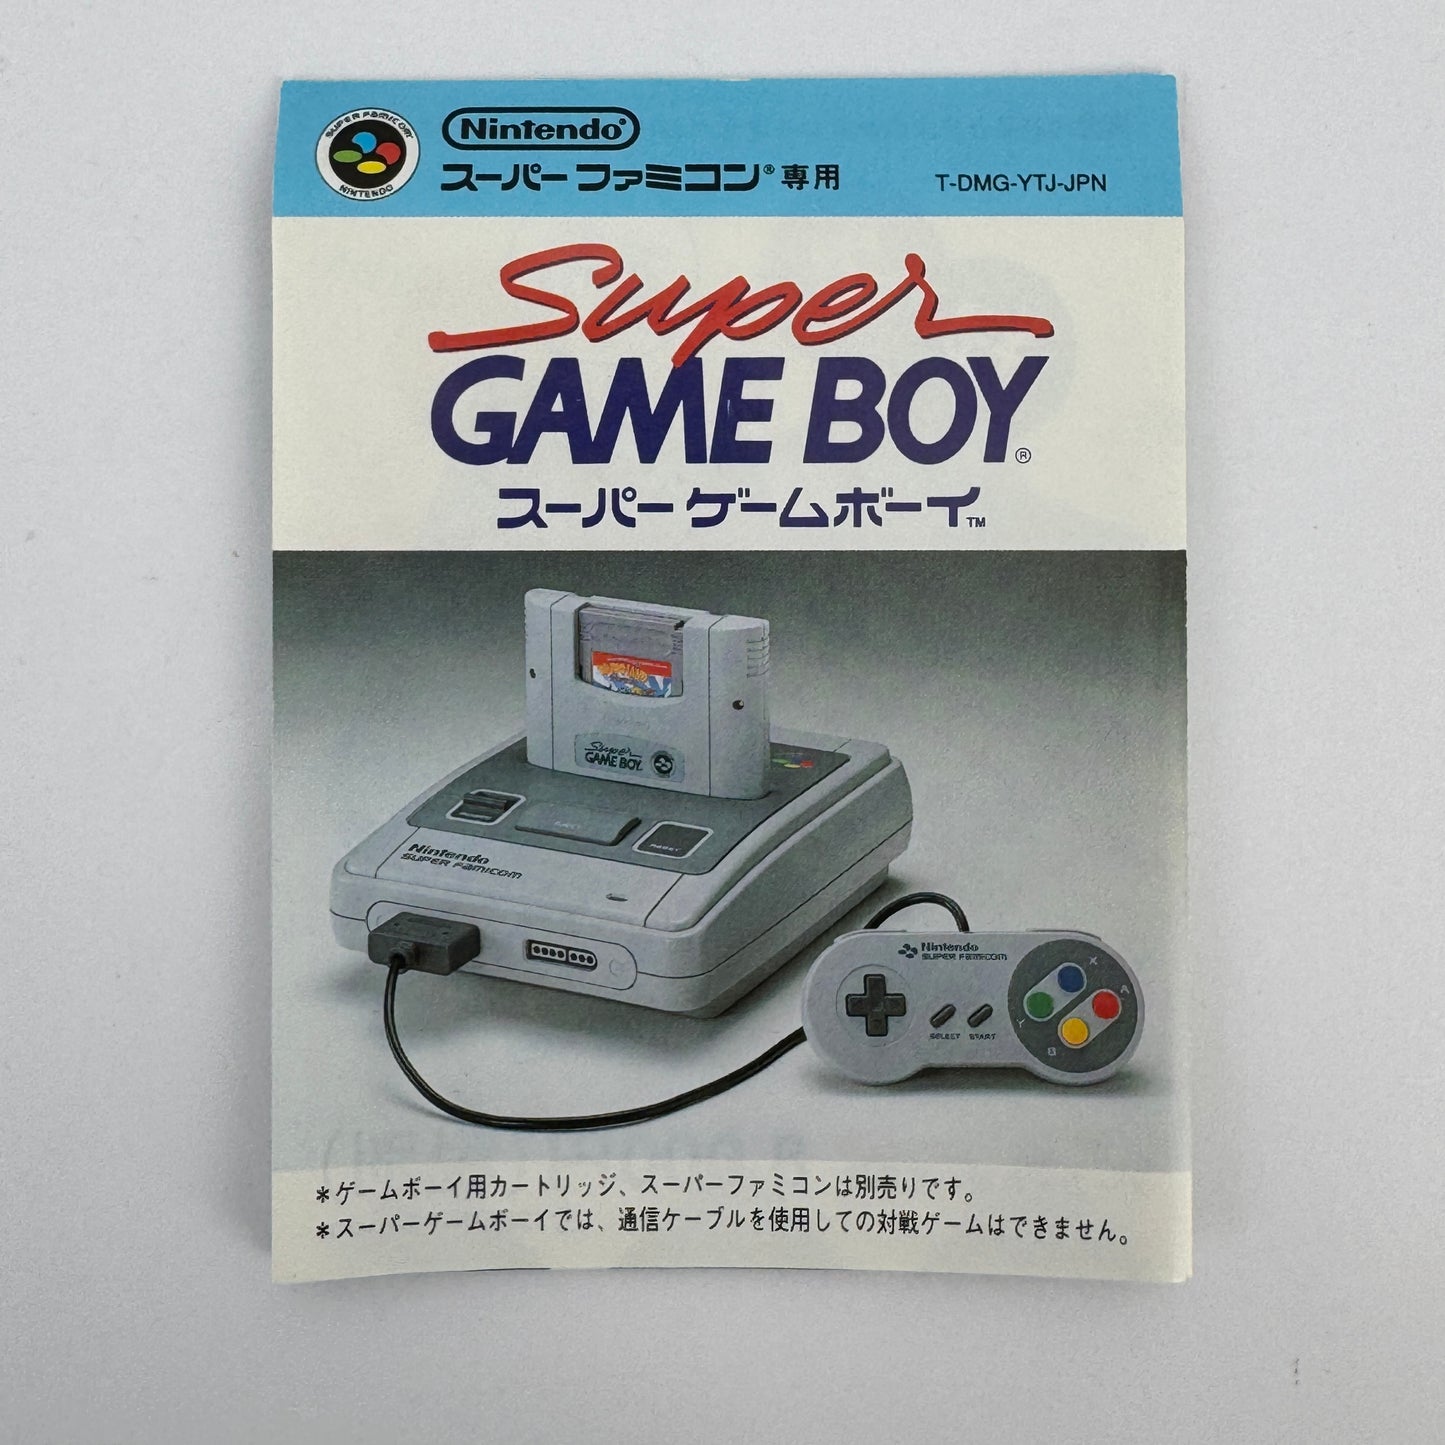 SUPER FAMICOM
NINTENDO
Nintendo®
スーパーファミコン®専用
T-DMG-YTJ-JPN
Super
GAME BOY®
スーパーゲームボーイ™
Super
GAME BOY
EJECT
RESET
Nintendo
SUPER FAMICOM
Nintendo
SUPER FAMICOM
X
A
Y
B
SELECT START
*ゲームボーイ用カートリッジ、スーパーファミコンは別売りです。
*スーパーゲームボーイでは、通信ケーブルを使用しての対戦ゲームはできません。